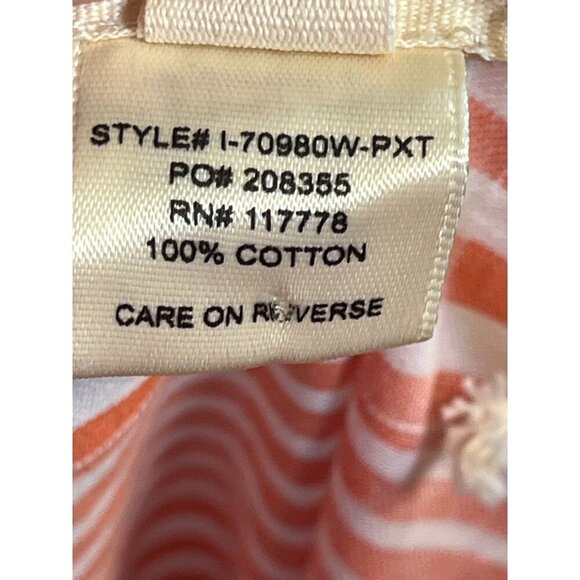 STYLE# I-70980W-PXT
PO# 208355
RN# 117778
100% COTTON
CARE ON REVERSE